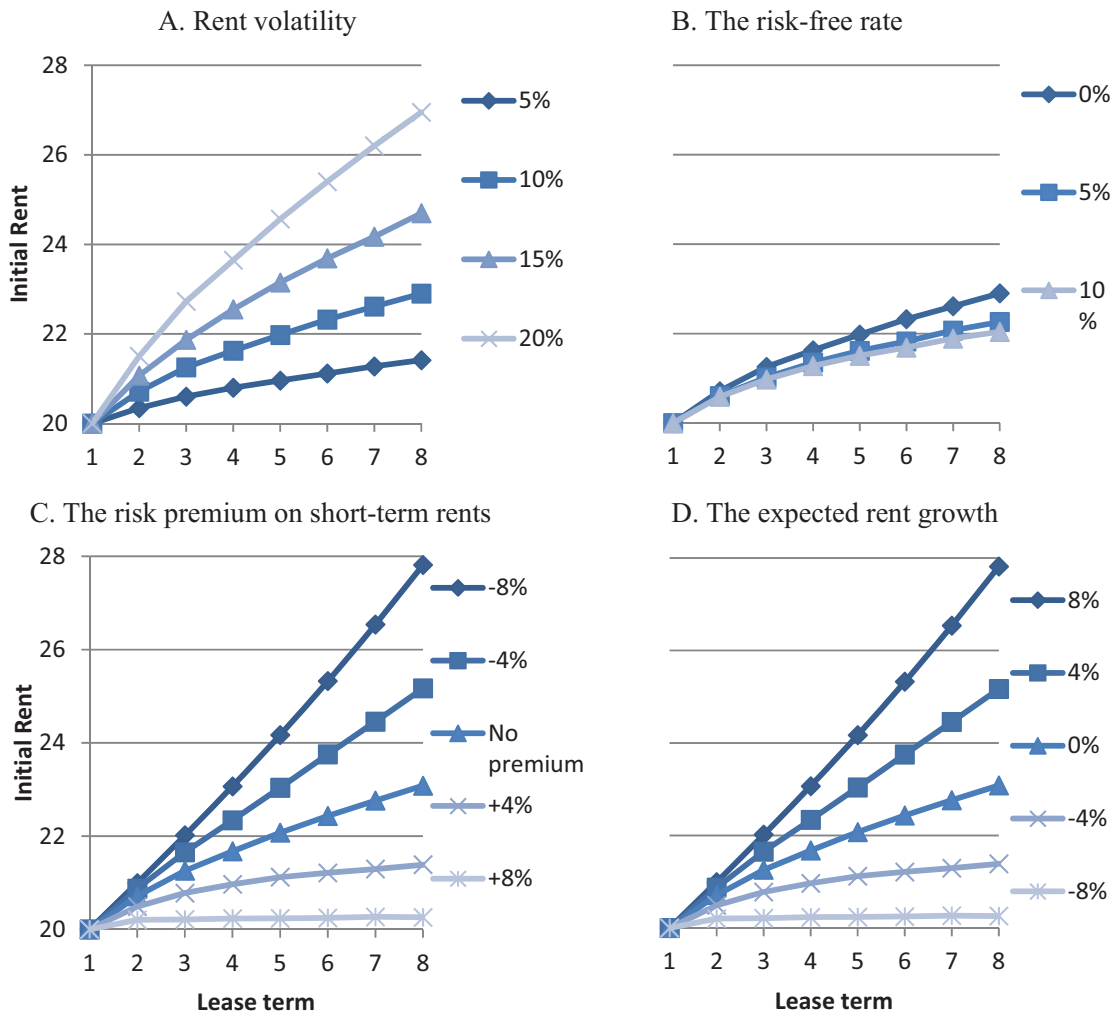 A. Rent volatility
28
26
24
22
20
Initial Rent
1 2 3 4 5 6 7 8
5%
10%
15%
20%
B. The risk-free rate
1 2 3 4 5 6 7 8
0%
5%
10
%
C. The risk premium on short-term rents
28
26
24
22
20
Initial Rent
1 2 3 4 5 6 7 8
Lease term
-8%
-4%
No
premium
+4%
+8%
D. The expected rent growth
1 2 3 4 5 6 7 8
Lease term
8%
4%
0%
-4%
-8%